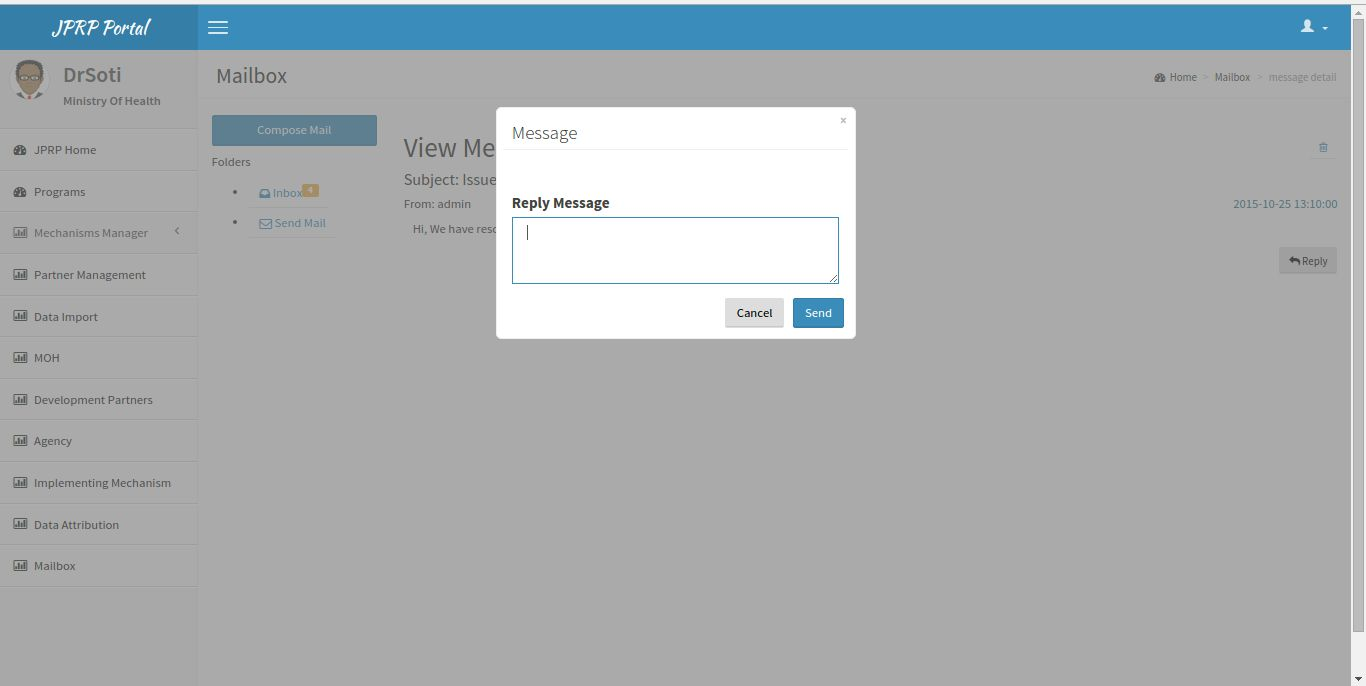 JPRP Portal
DrSoti
Ministry Of Health
JPRP Home
Programs
Mechanisms Manager
Partner Management
Data Import
MOH
Development Partners
Agency
Implementing Mechanism
Data Attribution
Mailbox
Mailbox
Home > Mailbox > message detail
Compose Mail
Folders
Inbox 4
Send Mail
View Me
Subject: Issue
From: admin
2015-10-25 13:10:00
Hi, We have reso
Reply
Message
×
Reply Message
Cancel
Send